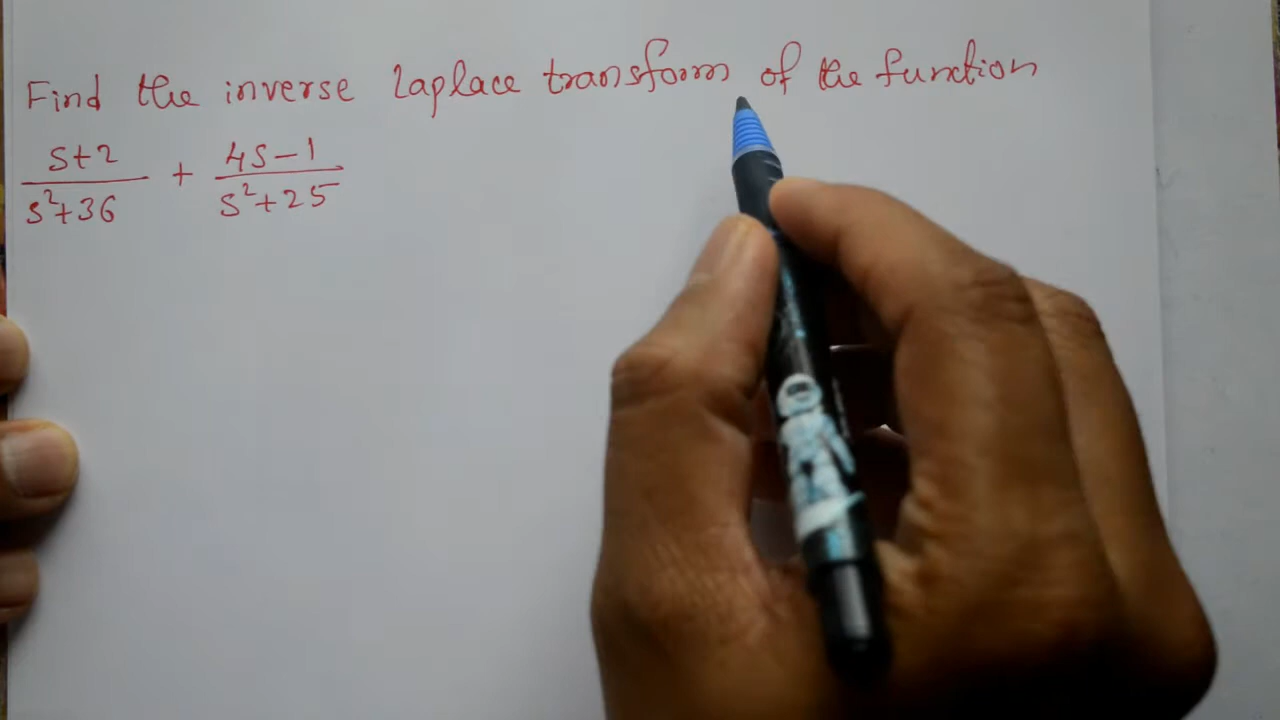 Find the inverse Laplace transform of the function
s+2/s²+36 + 4s-1/s²+25